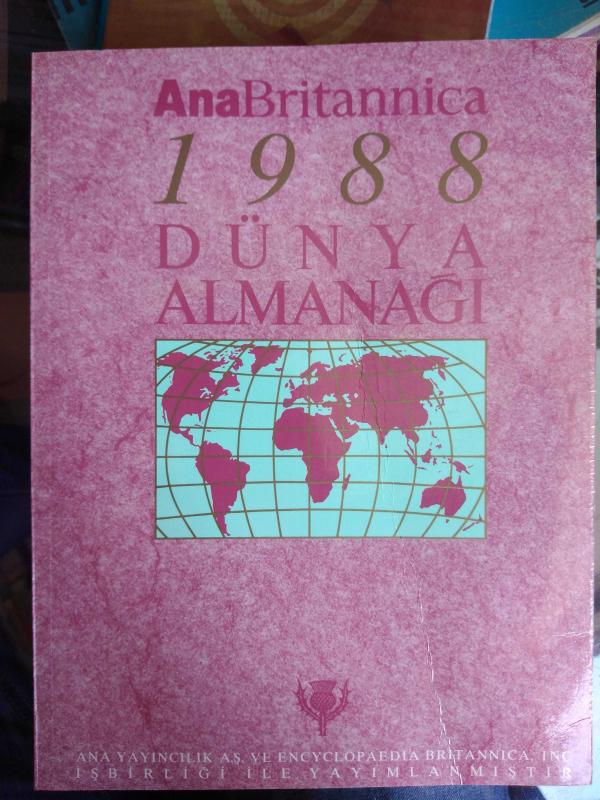 AnaBritannica
1988
DÜNYA
ALMANAĞI
ANA YAYINCILIK A.Ş. VE ENCYCLOPAEDIA BRITANNICA, INC
İŞBİRLİĞİ İLE YAYIMLANMIŞTIR